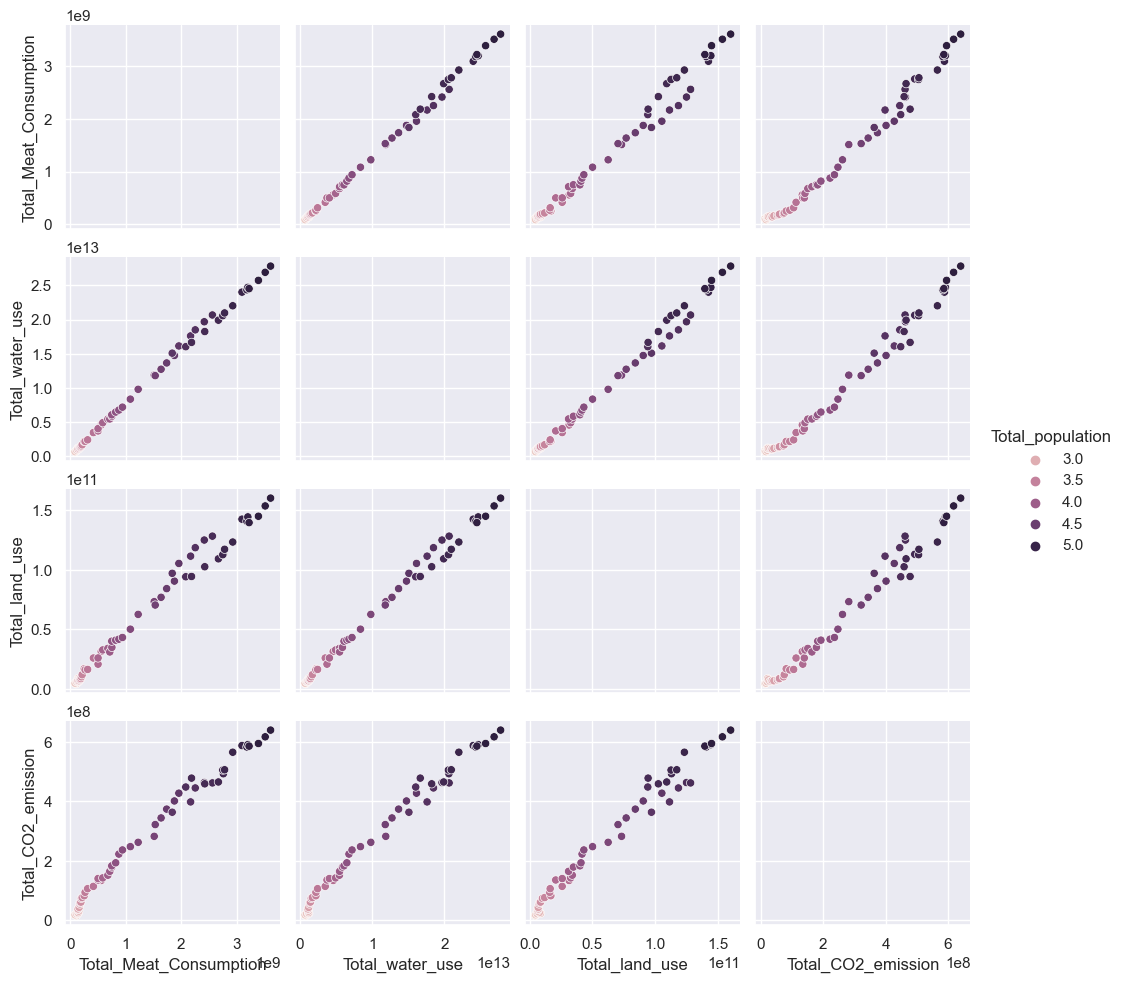 1e9
Total_Meat_Consumption
3
2
1
0
1e13
Total_water_use
2.5
2.0
1.5
1.0
0.5
0.0
Total_population
3.0
3.5
4.0
4.5
5.0
1e11
Total_land_use
1.5
1.0
0.5
0.0
1e8
Total_CO2_emission
6
4
2
0
0 1 2 3 0 1 2 0.0 0.5 1.0 1.5 0 2 4 6
Total_Meat_Consumption 1e9 Total_water_use 1e13 Total_land_use 1e11 Total_CO2_emission 1e8